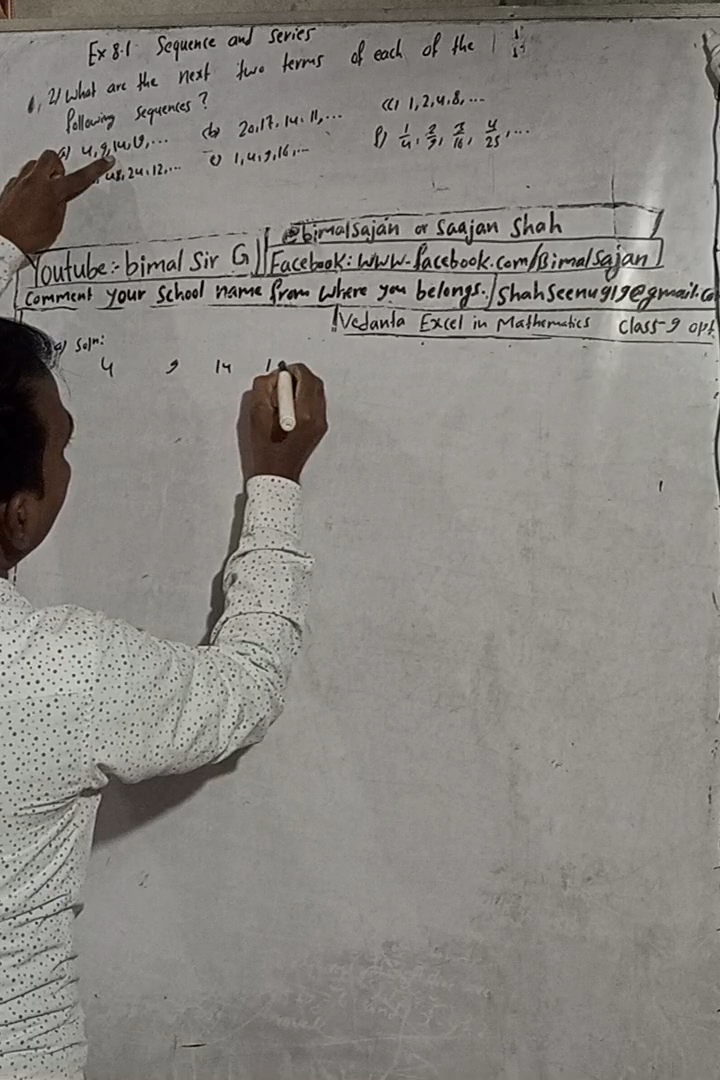 Ex 8.1 Sequence and series
2) What are the next two terms of each of the
following sequences?
a) 4, 9, 14, 19, ... (b) 20, 17, 14, 11, ... (c) 1, 2, 4, 8, ...
48, 24, 12, ... e) 1, 4, 9, 16, ... f) 1/4, 2/9, 3/16, 4/25, ...
@bimalsajan or Saajan Shah
Youtube:- bimal Sir G Facebook: www.facebook.com/Bimalsajan
Comment your School name from where you belongs. / Shahseenu919@gmail.co
Vedanta Excel in Mathematics Class-9 opt
a) Soln:
4 9 14 1